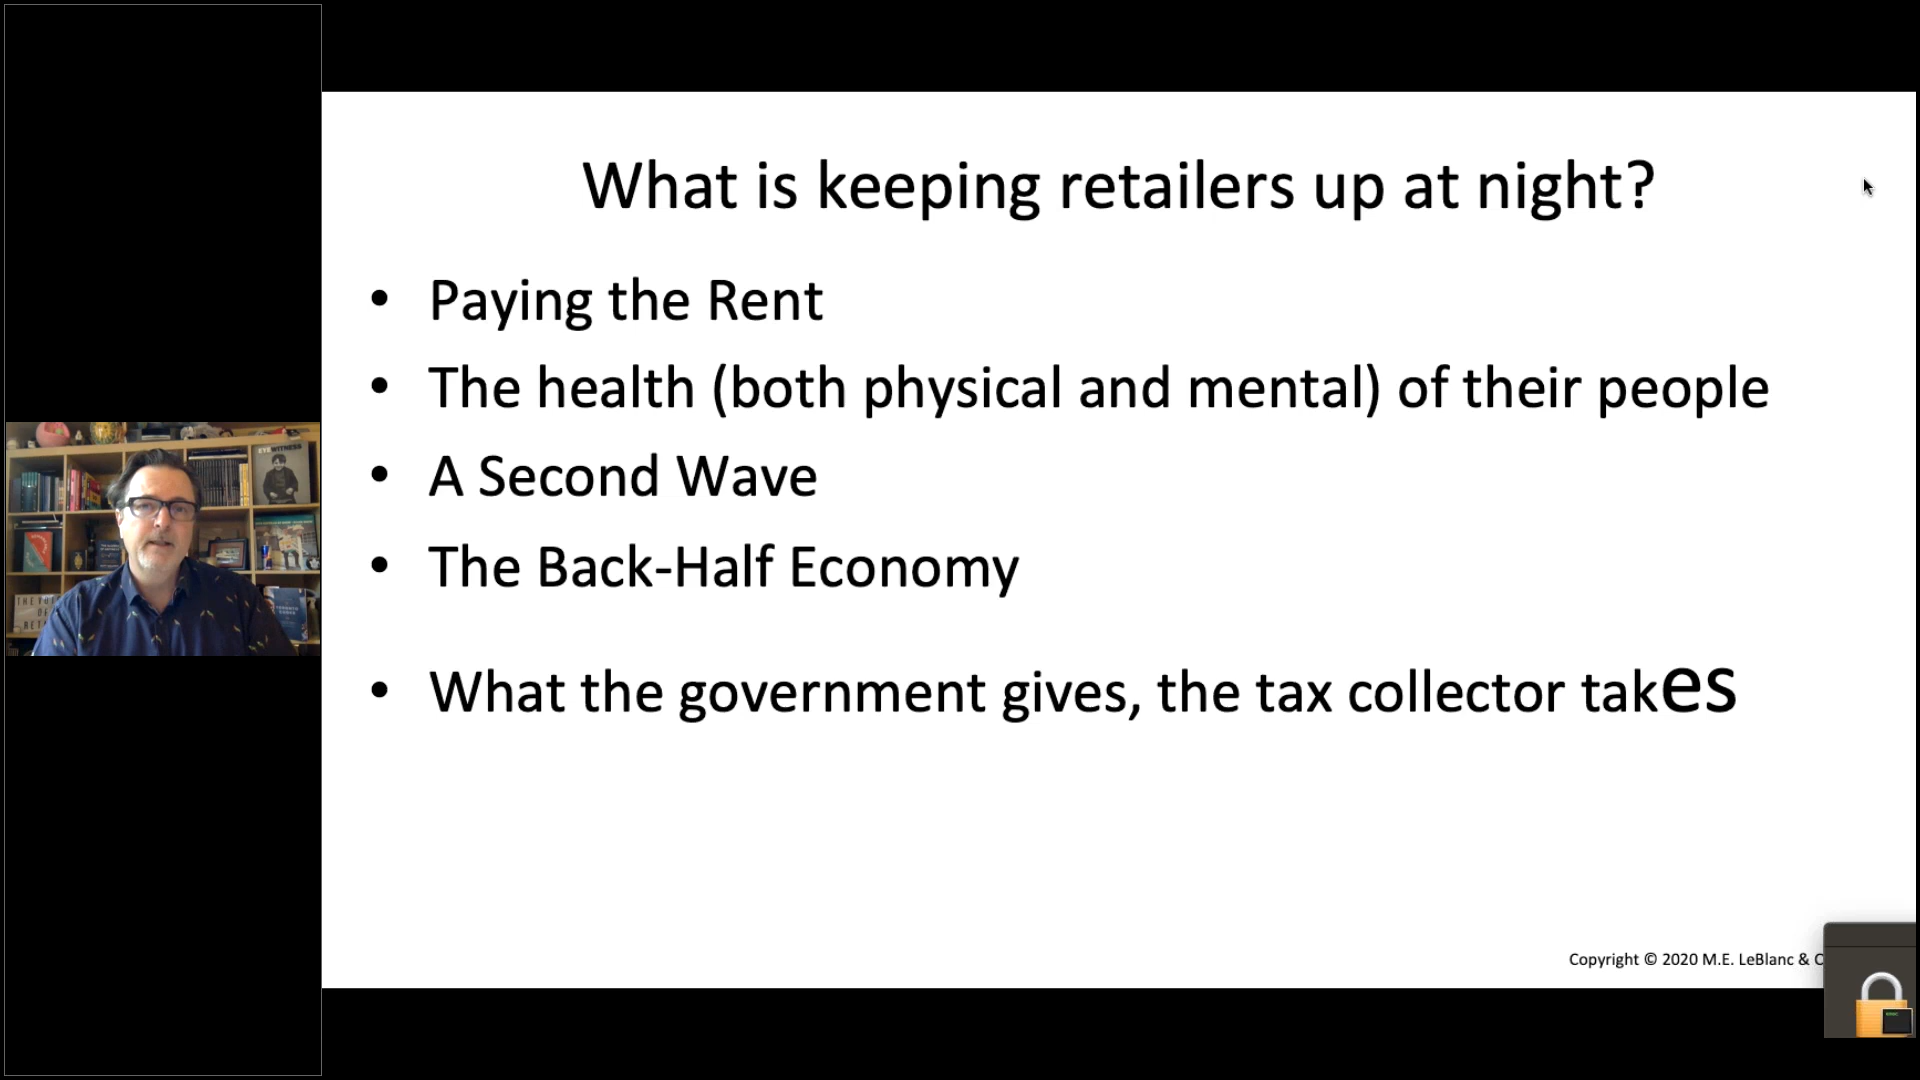 What is keeping retailers up at night?
• Paying the Rent
• The health (both physical and mental) of their people
• A Second Wave
• The Back-Half Economy
• What the government gives, the tax collector takes
Copyright © 2020 M.E. LeBlanc & C
EYEWITNESS